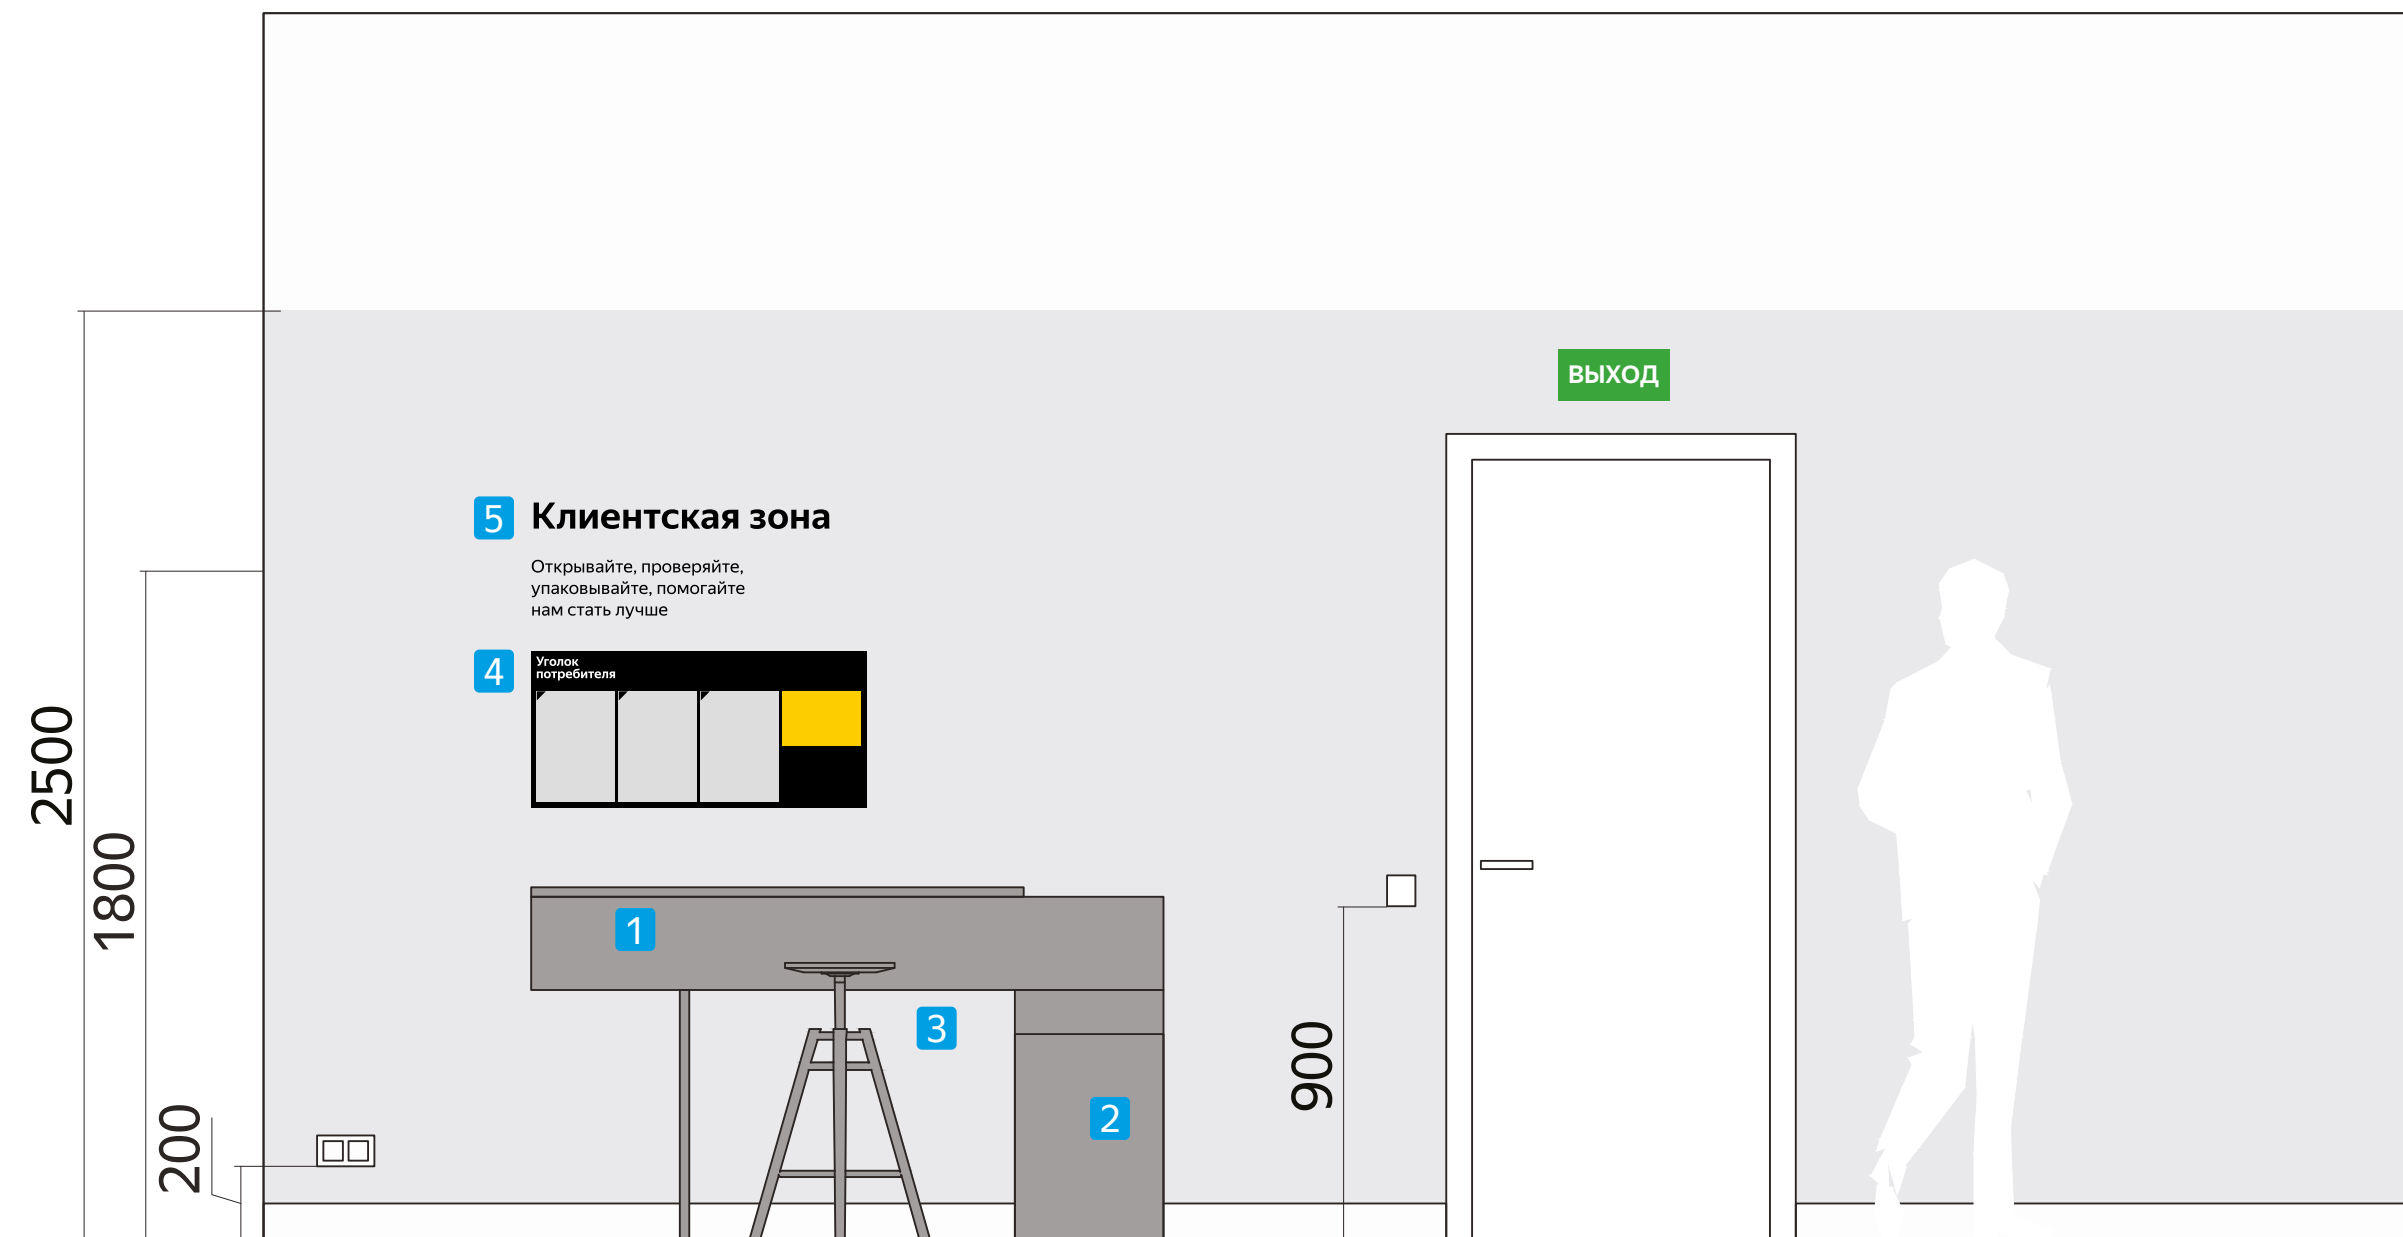 ВЫХОД
5 Клиентская зона
Открывайте, проверяйте,
упаковывайте, помогайте
нам стать лучше
4
Уголок
потребителя
2500
1800
1
3
900
2
200